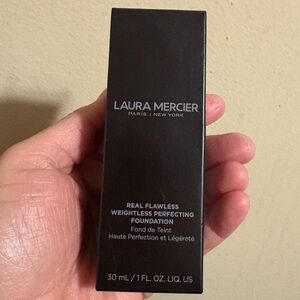 LAURA MERCIER
PARIS | NEW YORK
REAL FLAWLESS
WEIGHTLESS PERFECTING
FOUNDATION
Fond de Teint
Haute Perfection et Légèreté
30 mL / 1 FL. OZ. LIQ. US